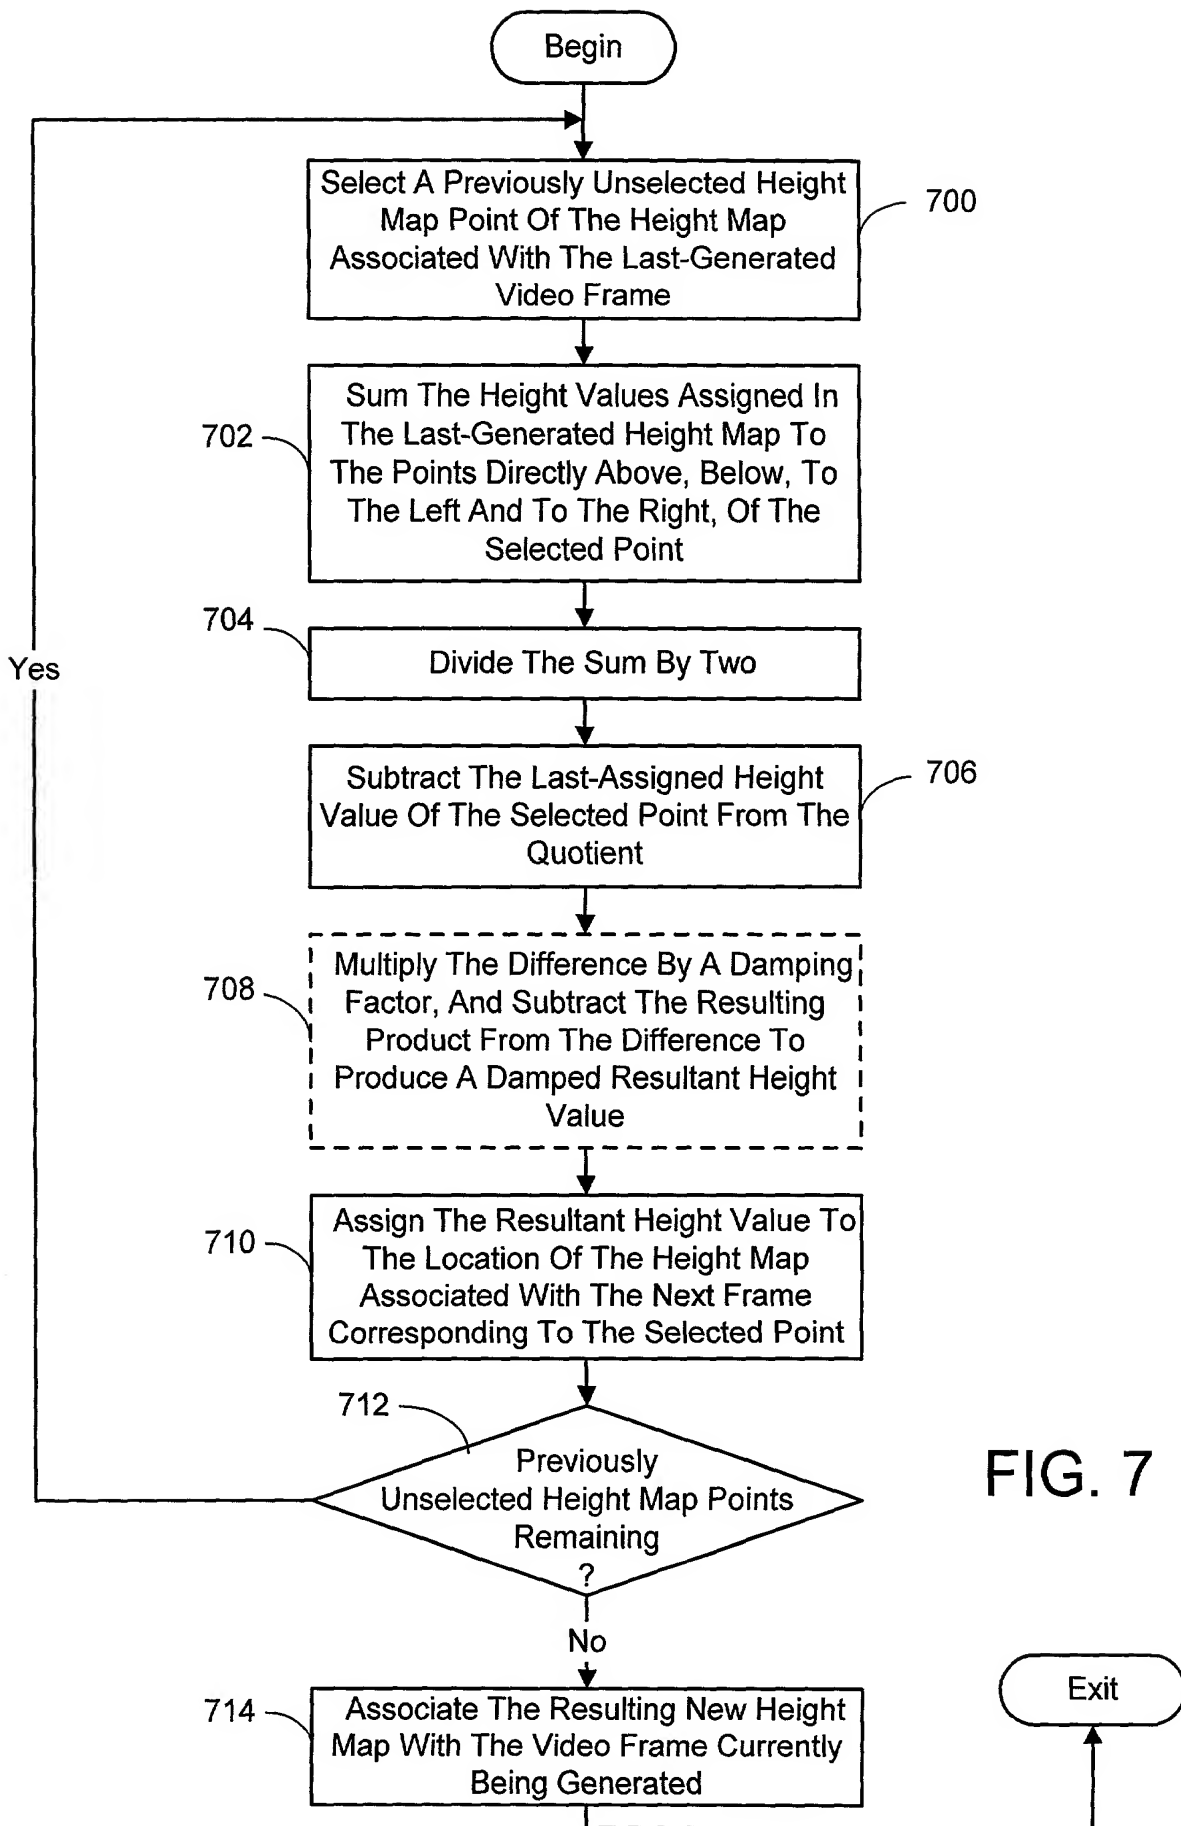 Begin
Select A Previously Unselected Height
Map Point Of The Height Map
Associated With The Last-Generated
Video Frame
700
Sum The Height Values Assigned In
The Last-Generated Height Map To
The Points Directly Above, Below, To
The Left And To The Right, Of The
Selected Point
702
704
Divide The Sum By Two
Yes
Subtract The Last-Assigned Height
Value Of The Selected Point From The
Quotient
706
Multiply The Difference By A Damping
Factor, And Subtract The Resulting
Product From The Difference To
Produce A Damped Resultant Height
Value
708
Assign The Resultant Height Value To
The Location Of The Height Map
Associated With The Next Frame
Corresponding To The Selected Point
710
712
Previously
Unselected Height Map Points
Remaining
?
FIG. 7
No
Exit
714
Associate The Resulting New Height
Map With The Video Frame Currently
Being Generated